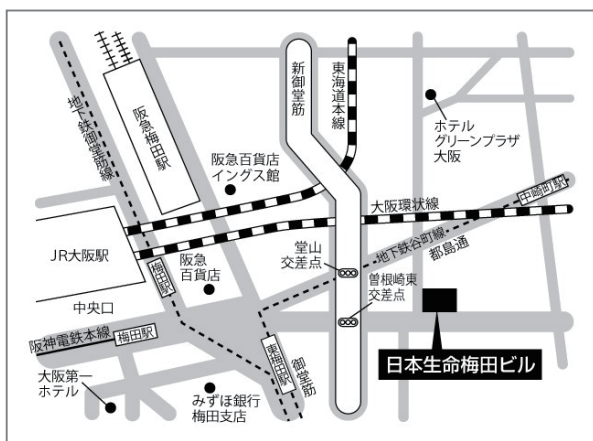 地下鉄御堂筋線
阪急梅田駅
新御堂筋
東海道本線
ホテル
グリーンプラザ
大阪
阪急百貨店
イングス館
中崎町駅
大阪環状線
地下鉄谷町線
都島通
JR大阪駅
梅田駅
阪急
百貨店
堂山
交差点
曽根崎東
交差点
中央口
阪神電鉄本線
梅田駅
東梅田駅
御堂筋
日本生命梅田ビル
大阪第一
ホテル
みずほ銀行
梅田支店